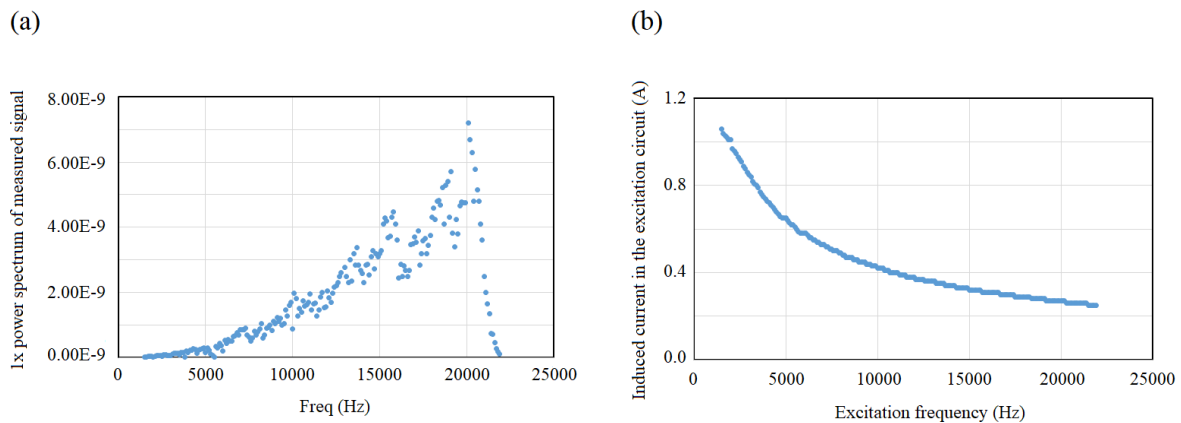 (a)
(b)
1x power spectrum of measured signal
8.00E-9
6.00E-9
4.00E-9
2.00E-9
0.00E-9
0
5000
10000
15000
20000
25000
Freq (Hz)
Induced current in the excitation circuit (A)
1.2
0.8
0.4
0.0
0
5000
10000
15000
20000
25000
Excitation frequency (Hz)